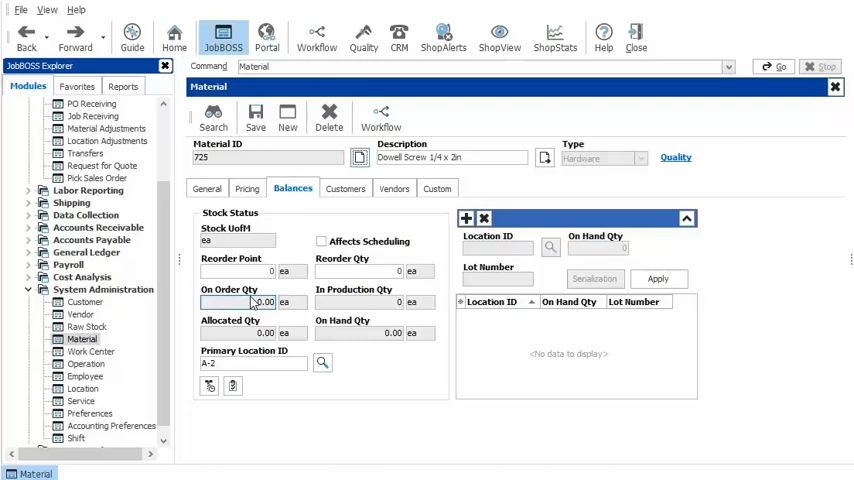 File View Help
Back Forward Guide Home JobBOSS Portal Workflow Quality CRM ShopAlerts ShopView ShopStats Help Close
JobBOSS Explorer
Command Material Go Stop
Modules Favorites Reports
PO Receiving
Job Receiving
Material Adjustments
Location Adjustments
Transfers
Request for Quote
Pick Sales Order
Labor Reporting
Shipping
Data Collection
Accounts Receivable
Accounts Payable
General Ledger
Payroll
Cost Analysis
System Administration
Customer
Vendor
Raw Stock
Material
Work Center
Operation
Employee
Location
Service
Preferences
Accounting Preferences
Shift
Material
Search Save New Delete Workflow
Material ID Description Type
725 Dowell Screw 1/4 x 2in Hardware Quality
General Pricing Balances Customers Vendors Custom
Stock Status
Stock UofM
ea Affects Scheduling
Reorder Point Reorder Qty
0 ea 0 ea
On Order Qty In Production Qty
0.00 ea 0 ea
Allocated Qty On Hand Qty
0.00 ea 0.00 ea
Primary Location ID
A-2
Location ID On Hand Qty
0
Lot Number
Serialization Apply
Location ID On Hand Qty Lot Number
<No data to display>
Material